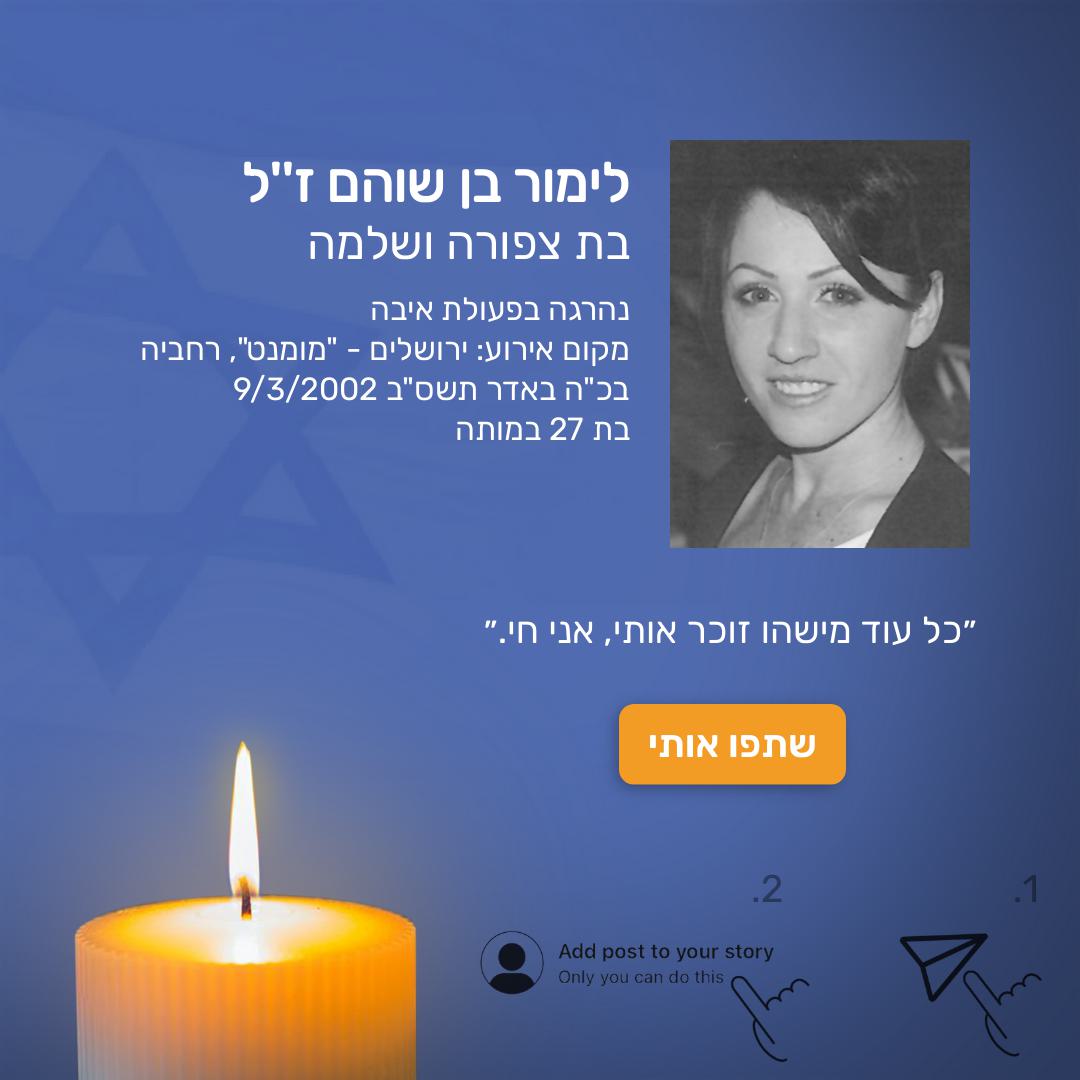 לימור בן שוהם ז"ל
בת צפורה ושלמה
נהרגה בפעולת איבה
מקום אירוע: ירושלים - "מומנט", רחביה
בכ"ה באדר תשס"ב 9/3/2002
בת 27 במותה
״כל עוד מישהו זוכר אותי, אני חי.״
שתפו אותי
.1
.2
Add post to your story
Only you can do this